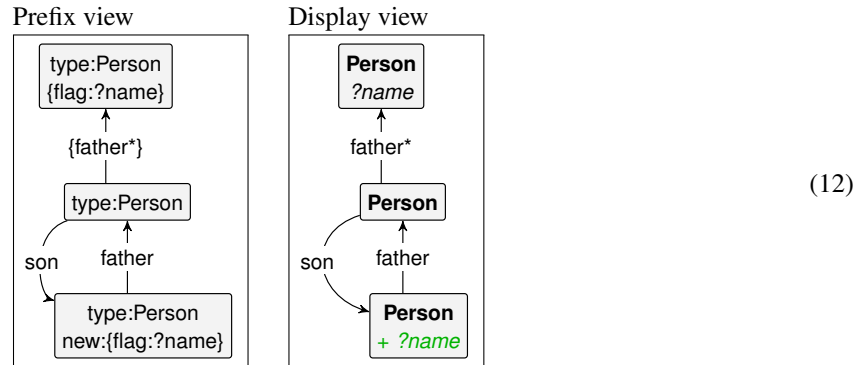 Prefix view
type:Person
{flag:?name}
{father*}
type:Person
son
father
type:Person
new:{flag:?name}
Display view
Person
?name
father*
Person
son
father
Person
+ ?name
(12)